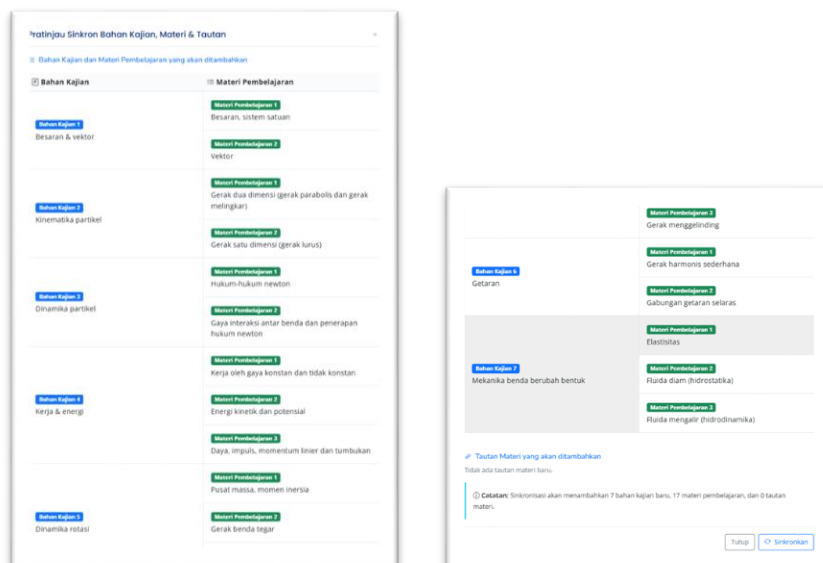 Pratinjau Sinkron Bahan Kajian, Materi & Tautan
Bahan Kajian dan Materi Pembelajaran yang akan ditambahkan
Bahan Kajian
Materi Pembelajaran
Bahan Kajian 1
Besaran & vektor
Materi Pembelajaran 1
Besaran, sistem satuan
Materi Pembelajaran 2
Vektor
Bahan Kajian 2
Kinematika partikel
Materi Pembelajaran 1
Gerak dua dimensi (gerak parabolis dan gerak
melingkar)
Materi Pembelajaran 2
Gerak satu dimensi (gerak lurus)
Bahan Kajian 3
Dinamika partikel
Materi Pembelajaran 1
Hukum-hukum newton
Materi Pembelajaran 2
Gaya interaksi antar benda dan penerapan
hukum newton
Bahan Kajian 4
Kerja & energi
Materi Pembelajaran 1
Kerja oleh gaya konstan dan tidak konstan
Materi Pembelajaran 2
Energi kinetik dan potensial
Materi Pembelajaran 3
Daya, impuls, momentum linier dan tumbukan
Bahan Kajian 5
Dinamika rotasi
Materi Pembelajaran 1
Pusat massa, momen inersia
Materi Pembelajaran 2
Gerak benda tegar
Materi Pembelajaran 3
Gerak menggelinding
Bahan Kajian 6
Getaran
Materi Pembelajaran 1
Gerak harmonis sederhana
Materi Pembelajaran 2
Gabungan getaran selaras
Bahan Kajian 7
Mekanika benda berubah bentuk
Materi Pembelajaran 1
Elastisitas
Materi Pembelajaran 2
Fluida diam (hidrostatika)
Materi Pembelajaran 3
Fluida mengalir (hidrodinamika)
Tautan Materi yang akan ditambahkan
Tidak ada tautan materi baru.
Catatan: Sinkronisasi akan menambahkan 7 bahan kajian baru, 17 materi pembelajaran, dan 0 tautan
materi.
Tutup
Sinkronkan